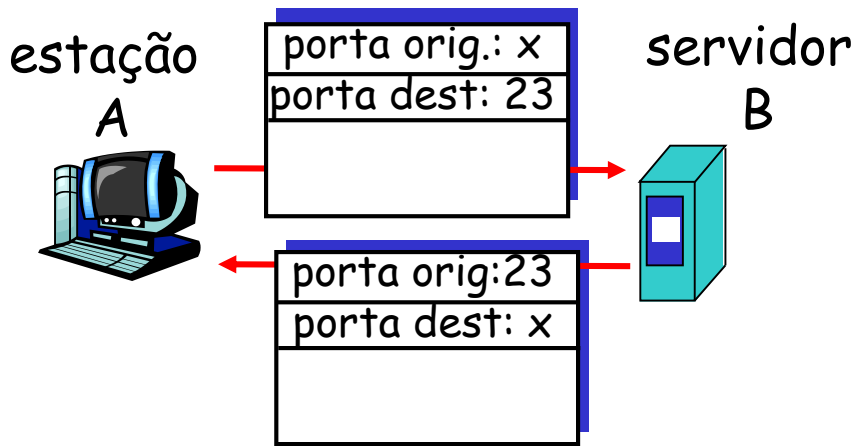 estação
A
porta orig.: x
porta dest: 23
servidor
B
porta orig:23
porta dest: x